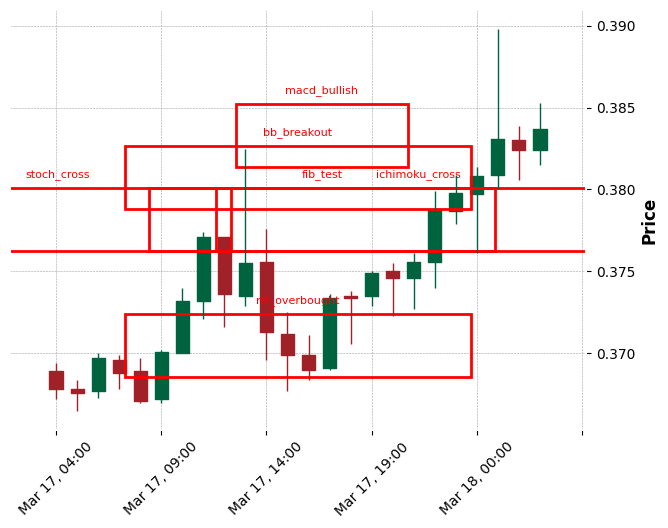 0.390
macd_bullish
0.385
bb_breakout
stoch_cross
fib_test
ichimoku_cross
0.380
Price
0.375
0.370
Mar 17, 04:00
Mar 17, 09:00
Mar 17, 14:00
Mar 17, 19:00
Mar 18, 00:00